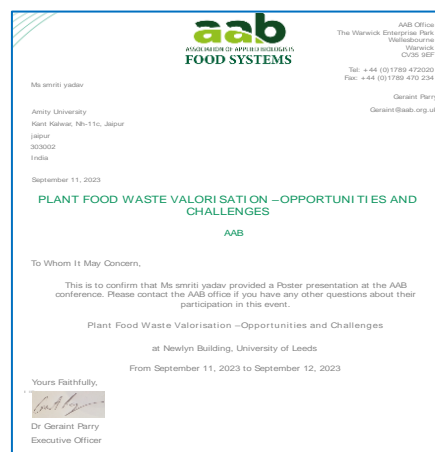 aab
ASSOCIATION OF APPLIED BIOLOGISTS
FOOD SYSTEMS
AAB Office
The Warwick Enterprise Park
Wellesbourne
Warwick
CV35 9EF
Tel: +44 (0)1789 472020
Fax: +44 (0)1789 470 234
Geraint Parry
Geraint@aab.org.u
Ms smriti yadav
Amity University
Kant Kalwar, Nh-11c, Jaipur
jaipur
303002
India
September 11, 2023
PLANT FOOD WASTE VALORISATION –OPPORTUNITIES AND
CHALLENGES
AAB
To Whom It May Concern,
This is to confirm that Ms smriti yadav provided a Poster presentation at the AAB
conference. Please contact the AAB office if you have any other questions about their
participation in this event.
Plant Food Waste Valorisation –Opportunities and Challenges
at Newlyn Building, University of Leeds
From September 11, 2023 to September 12, 2023
Yours Faithfully,
Dr Geraint Parry
Executive Officer